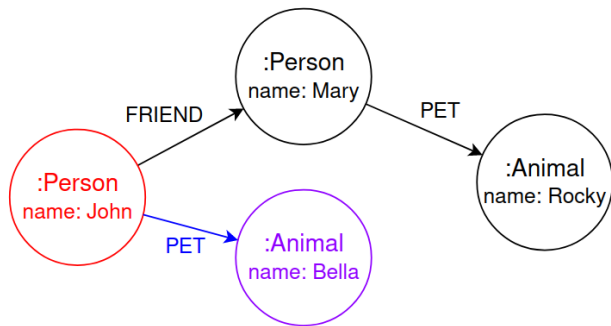 :Person
name: Mary
FRIEND
PET
:Animal
name: Rocky
:Person
name: John
PET
:Animal
name: Bella